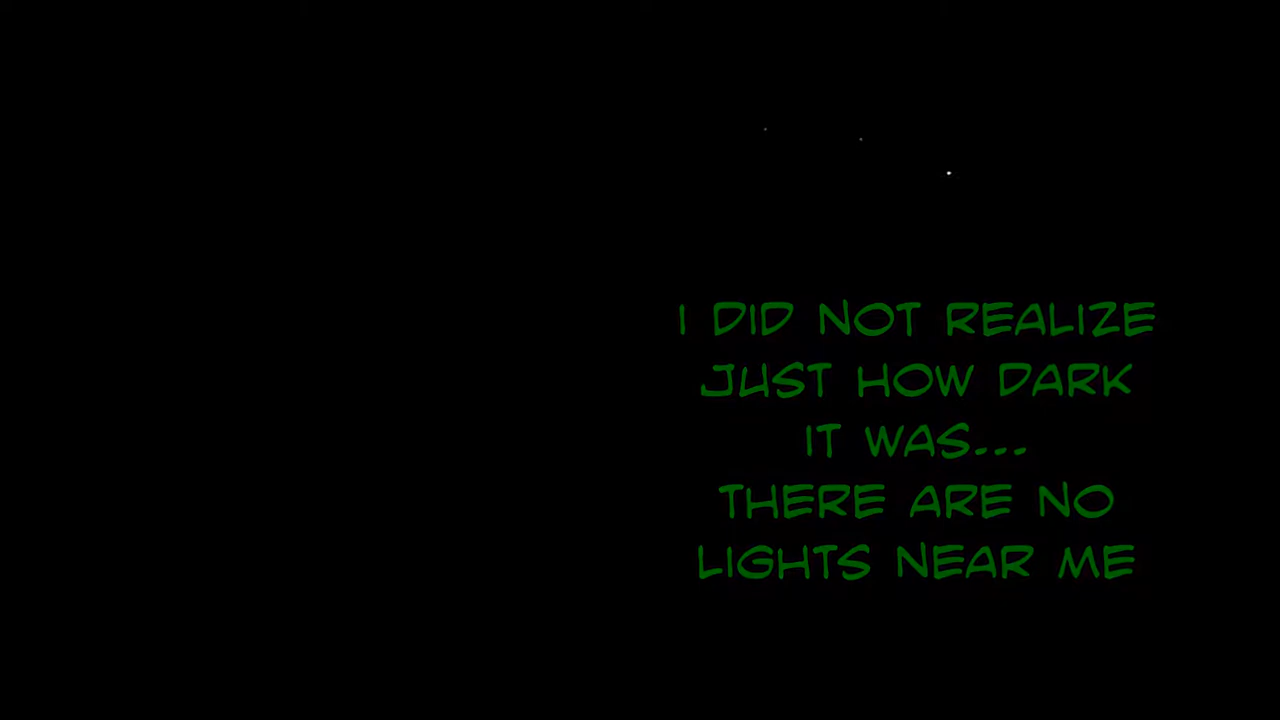 I DID NOT REALIZE
JUST HOW DARK
IT WAS...
THERE ARE NO
LIGHTS NEAR ME